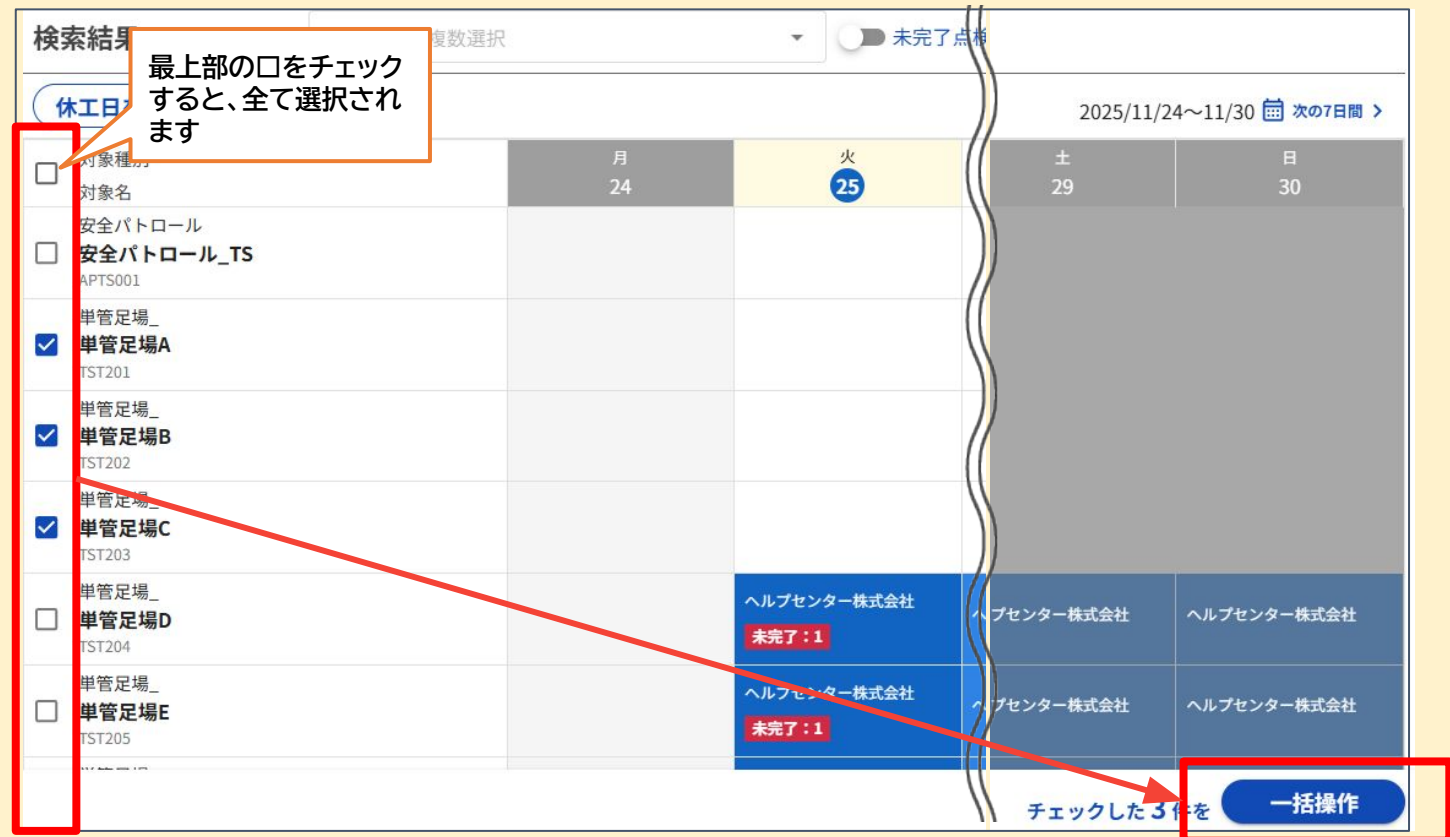 検索結果
複数選択
未完了点検
最上部の□をチェック
すると、全て選択され
ます
休工日
2025/11/24～11/30 次の7日間 >
対象種別
対象名
月
24
火
25
土
29
日
30
安全パトロール
安全パトロール_TS
APTS001
単管足場_
単管足場A
TST201
単管足場_
単管足場B
TST202
単管足場_
単管足場C
TST203
単管足場_
単管足場D
TST204
ヘルプセンター株式会社
未完了：1
ヘルプセンター株式会社
ヘルプセンター株式会社
単管足場_
単管足場E
TST205
ヘルプセンター株式会社
未完了：1
ヘルプセンター株式会社
ヘルプセンター株式会社
チェックした 3 件を
一括操作